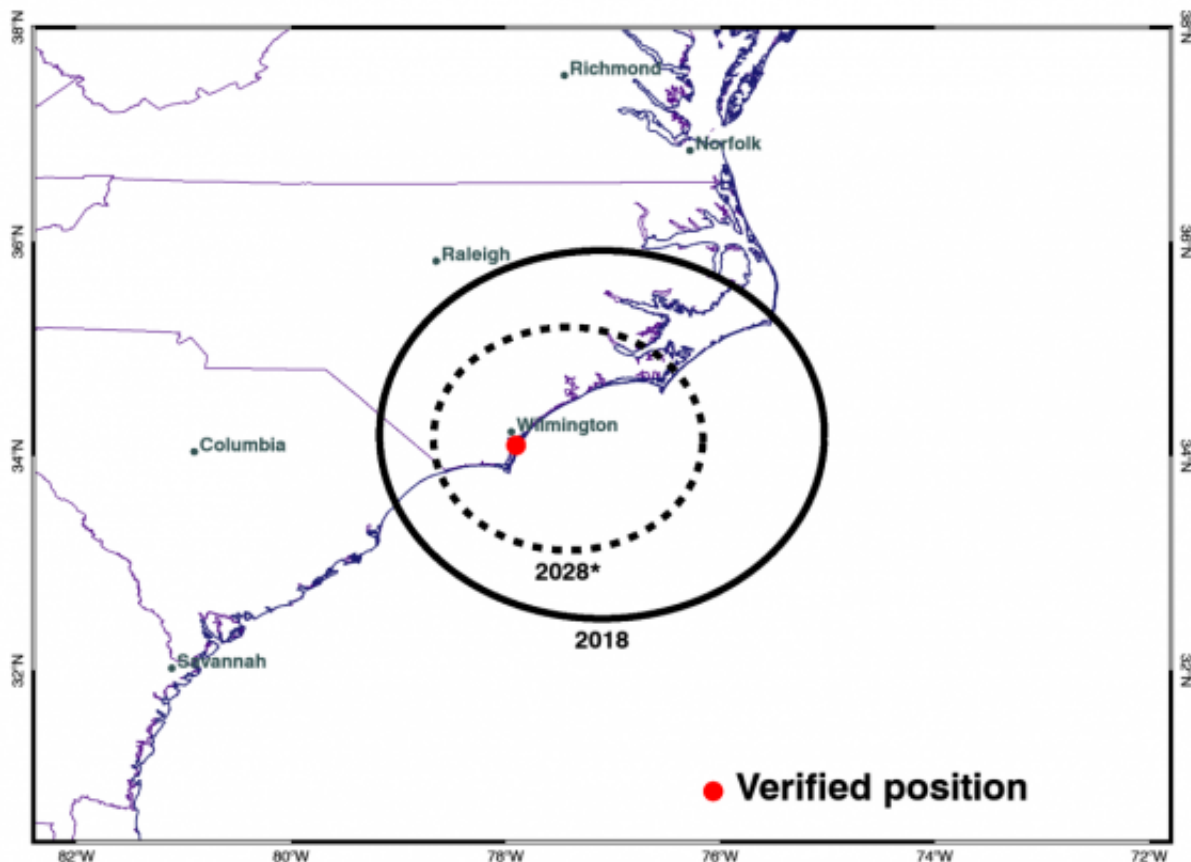 38°N
38°N
Richmond
Norfolk
36°N
36°N
Raleigh
Wilmington
Columbia
34°N
34°N
2028*
2018
Savannah
32°N
32°N
Verified position
82°W
80°W
78°W
76°W
74°W
72°W